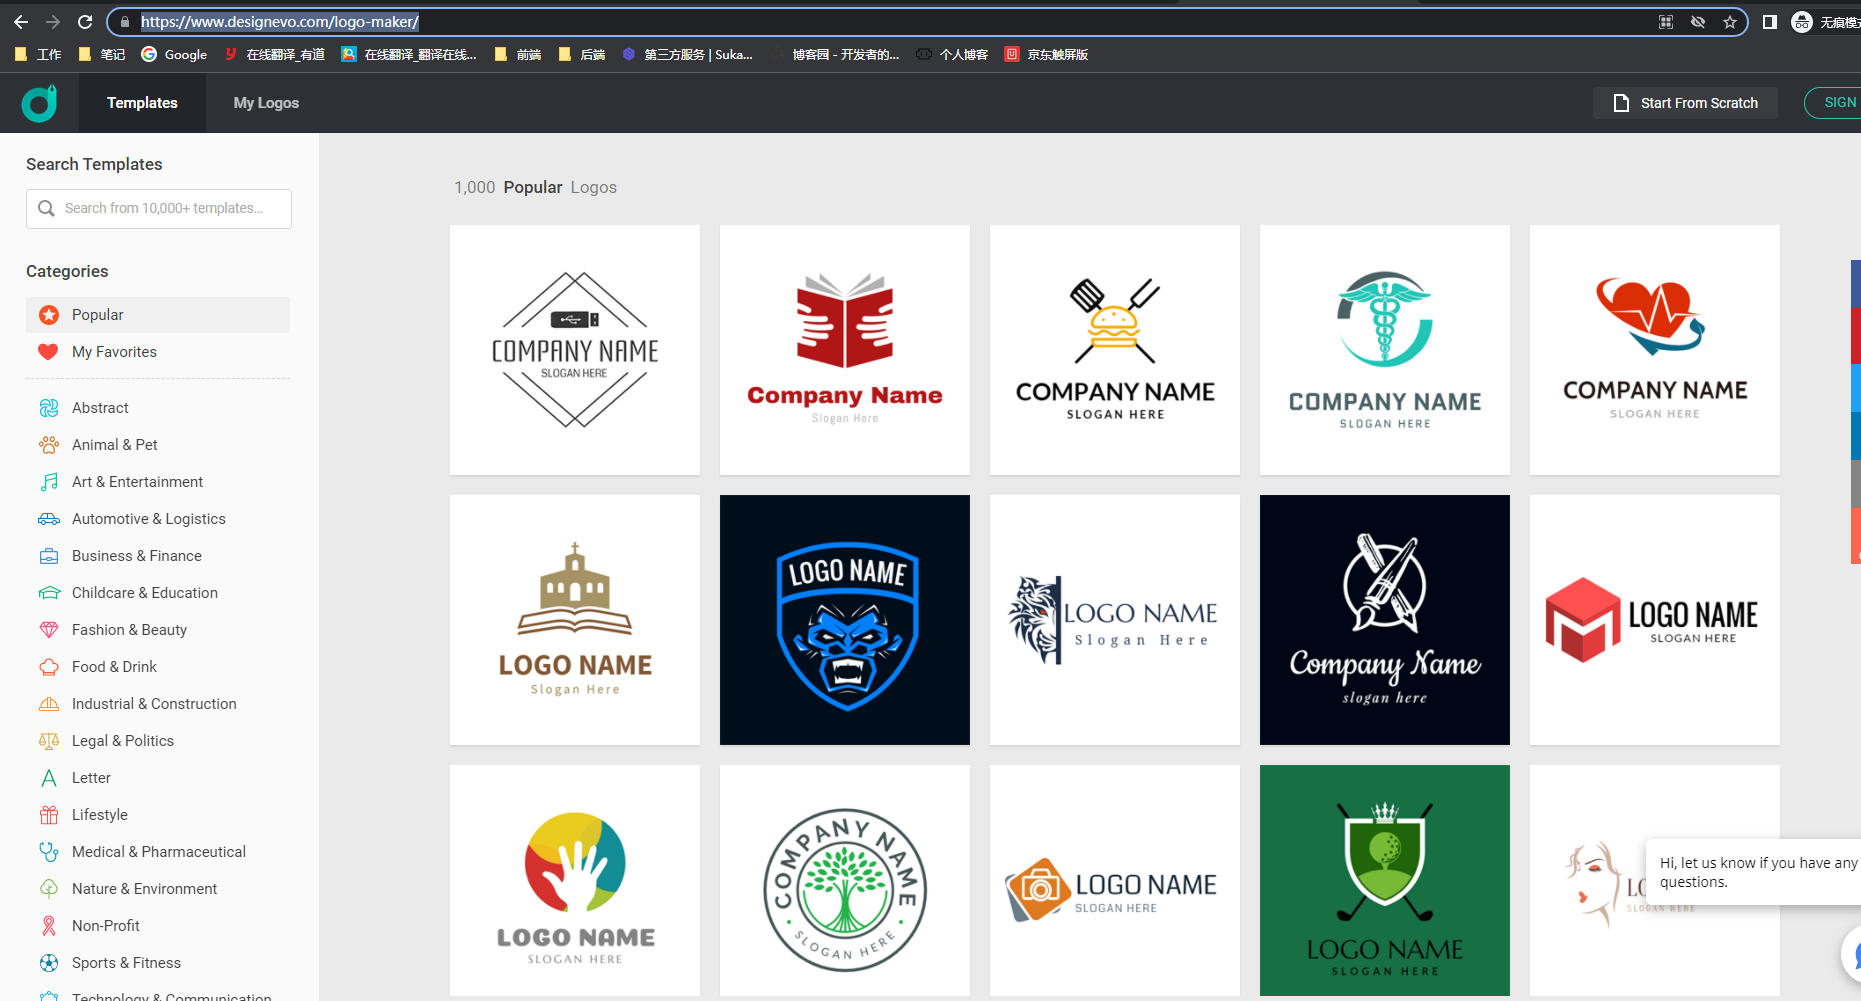 https://www.designevo.com/logo-maker/
无痕模式
工作 笔记 Google 在线翻译_有道 在线翻译_翻译在线... 前端 后端 第三方服务 | Suka... 博客园 - 开发者的... 个人博客 京东触屏版
Templates My Logos Start From Scratch SIGN
Search Templates
Search from 10,000+ templates...
Categories
Popular
My Favorites
Abstract
Animal & Pet
Art & Entertainment
Automotive & Logistics
Business & Finance
Childcare & Education
Fashion & Beauty
Food & Drink
Industrial & Construction
Legal & Politics
Letter
Lifestyle
Medical & Pharmaceutical
Nature & Environment
Non-Profit
Sports & Fitness
Technology & Communication
1,000 Popular Logos
COMPANY NAME
SLOGAN HERE
Company Name
Slogan Here
COMPANY NAME
SLOGAN HERE
COMPANY NAME
SLOGAN HERE
COMPANY NAME
SLOGAN HERE
LOGO NAME
Slogan Here
LOGO NAME
LOGO NAME
Slogan Here
Company Name
slogan here
LOGO NAME
SLOGAN HERE
LOGO NAME
SLOGAN HERE
COMPANY NAME
SLOGAN HERE
LOGO NAME
SLOGAN HERE
LOGO NAME
SLOGAN HERE
Hi, let us know if you have any
questions.